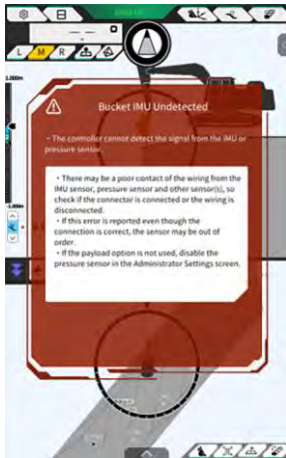 L M R
1.000m
Bucket IMU Undetected
・The controller cannot detect the signal from the IMU or
pressure sensor.
・There may be a poor contact of the wiring from the
IMU sensor, pressure sensor and other sensor(s), so
check if the connector is connected or the wiring is
disconnected.
・If this error is reported even though the
connection is correct, the sensor may be out of
order.
・If the payload option is not used, disable the
pressure sensor in the Administrator Settings screen.
-1.000m